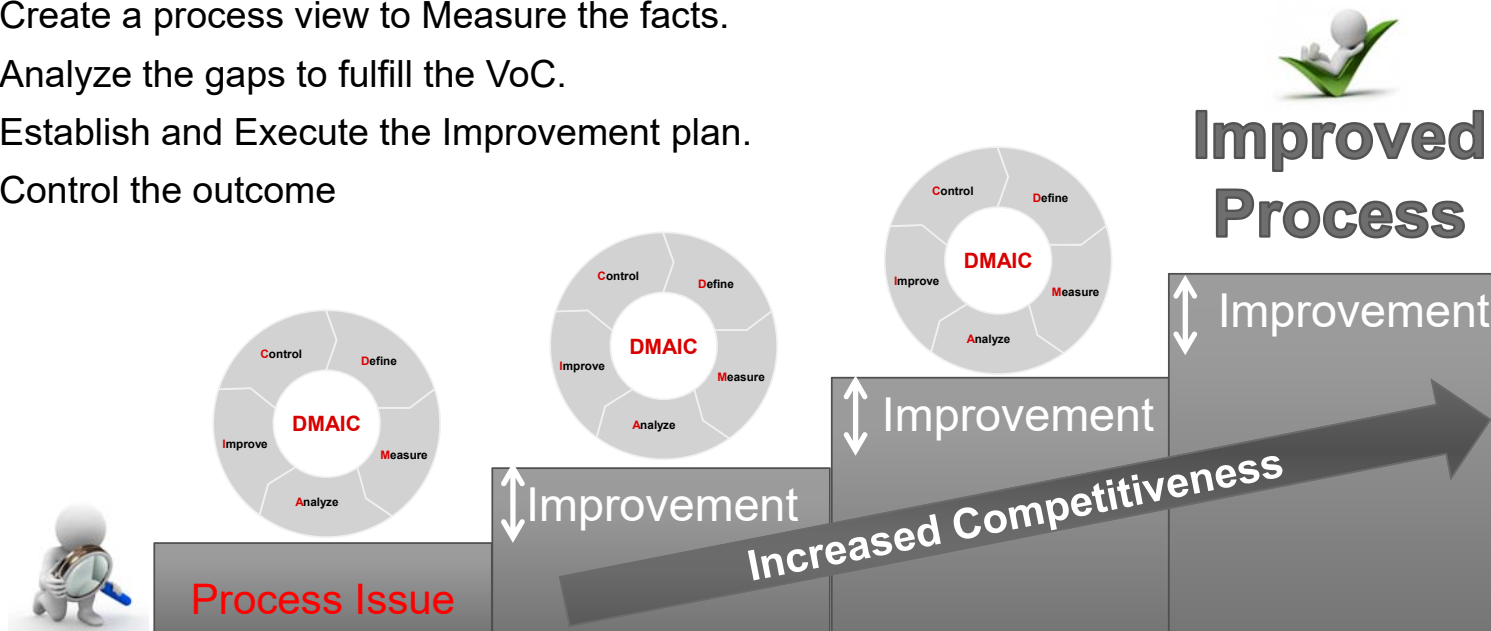 Create a process view to Measure the facts.
Analyze the gaps to fulfill the VoC.
Establish and Execute the Improvement plan.
Control the outcome
Improved
Process
Control
Define
DMAIC
Improve
Measure
Analyze
Control
Define
DMAIC
Improve
Measure
Analyze
Control
Define
DMAIC
Improve
Measure
Analyze
Process Issue
Improvement
Improvement
Improvement
Increased Competitiveness